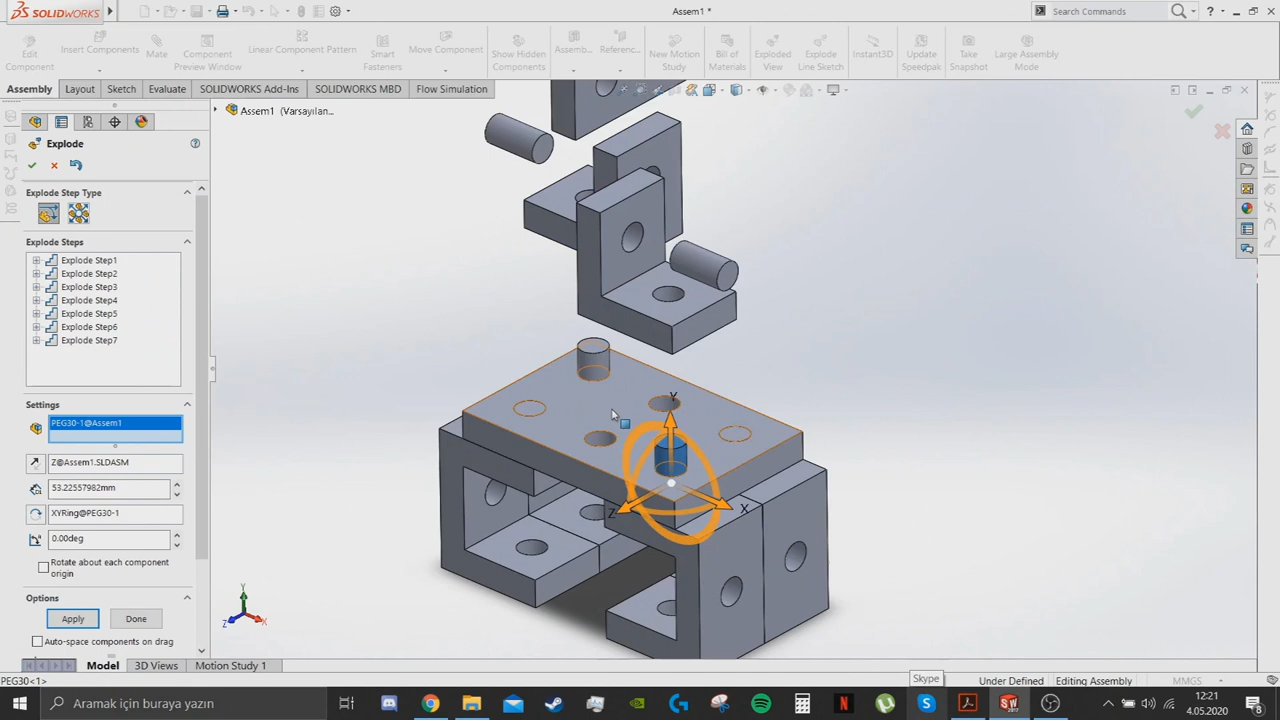 SOLIDWORKS
Assem1 *
Search Commands
Edit Component
Insert Components
Mate
Component Preview Window
Linear Component Pattern
Smart Fasteners
Move Component
Show Hidden Components
Assemb...
Referenc...
New Motion Study
Bill of Materials
Exploded View
Explode Line Sketch
Instant3D
Update Speedpak
Take Snapshot
Large Assembly Mode
Assembly
Layout
Sketch
Evaluate
SOLIDWORKS Add-Ins
SOLIDWORKS MBD
Flow Simulation
Assem1 (Varsayılan...
Explode
Explode Step Type
Explode Steps
Explode Step1
Explode Step2
Explode Step3
Explode Step4
Explode Step5
Explode Step6
Explode Step7
Settings
PEG30-1@Assem1
Z@Assem1.SLDASM
53.22557982mm
XYRing@PEG30-1
0.00deg
Rotate about each component
origin
Options
Apply
Done
Auto-space components on drag
Y
X
Z
Y
X
Z
Model
3D Views
Motion Study 1
PEG30<1>
Skype
Under Defined
Editing Assembly
MMGS
Aramak için buraya yazın
12:21
4.05.2020
8